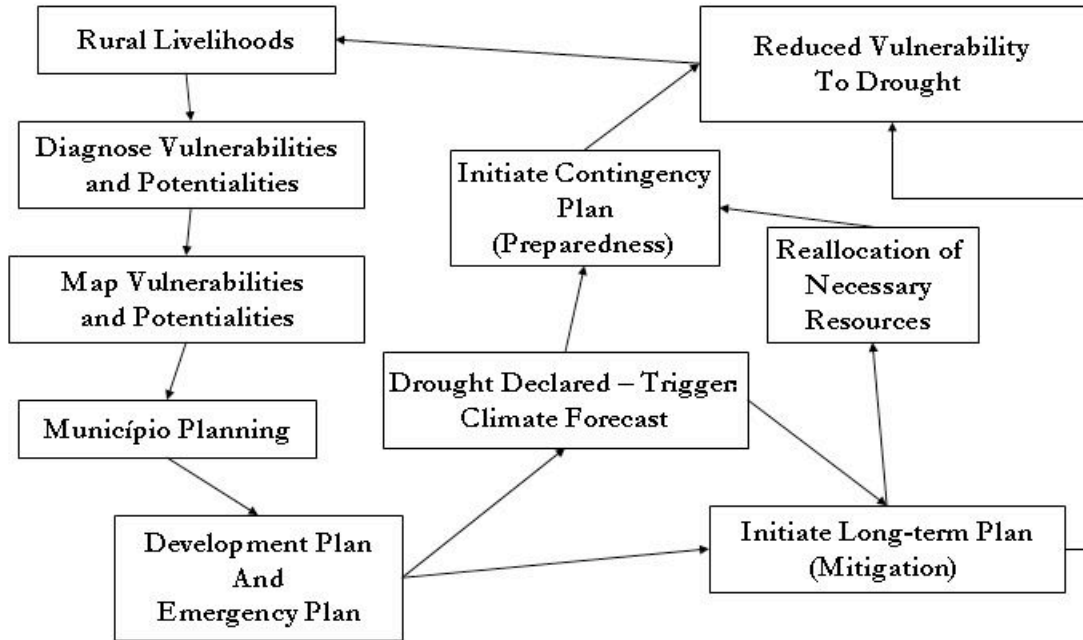 Rural Livelihoods
Diagnose Vulnerabilities
and Potentialities
Map Vulnerabilities
and Potentialities
Município Planning
Development Plan
And
Emergency Plan
Drought Declared – Trigger:
Climate Forecast
Initiate Contingency
Plan
(Preparedness)
Reduced Vulnerability
To Drought
Reallocation of
Necessary
Resources
Initiate Long-term Plan
(Mitigation)